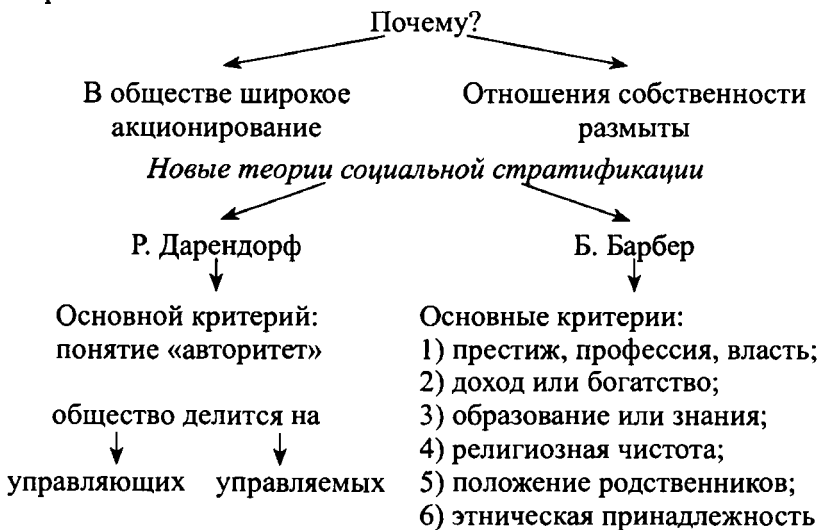 Почему?
В обществе широкое
акционирование
Отношения собственности
размыты
Новые теории социальной стратификации
Р. Дарендорф
Основной критерий:
понятие «авторитет»
общество делится на
управляющих управляемых
Б. Барбер
Основные критерии:
1) престиж, профессия, власть;
2) доход или богатство;
3) образование или знания;
4) религиозная чистота;
5) положение родственников;
6) этническая принадлежность